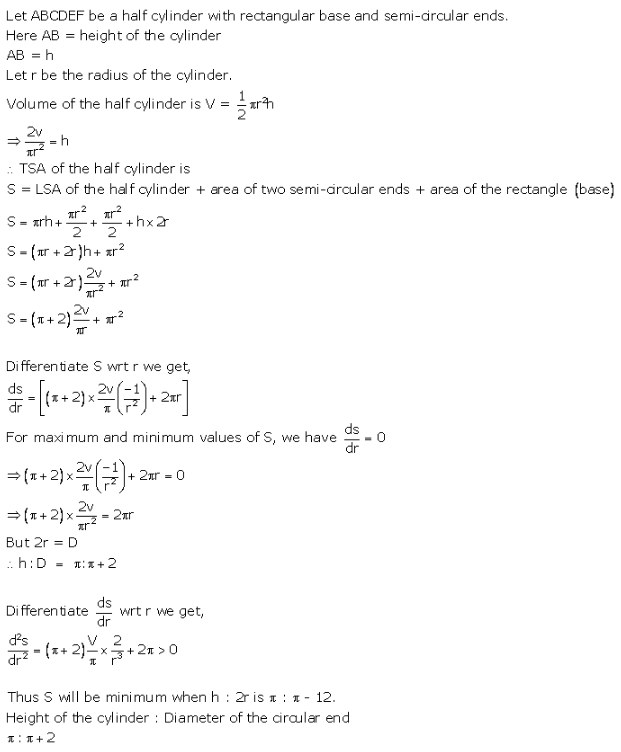 Let ABCDEF be a half cylinder with rectangular base and semi-circular ends.
Here AB = height of the cylinder
AB = h
Let r be the radius of the cylinder.
Volume of the half cylinder is V = 1/2 πr²h
⇒ 2v/πr² = h
∴ TSA of the half cylinder is
S = LSA of the half cylinder + area of two semi-circular ends + area of the rectangle (base)
S = πrh + πr²/2 + πr²/2 + h × 2r
S = (πr + 2r)h + πr²
S = (πr + 2r) 2v/πr² + πr²
S = (π + 2) 2v/πr + πr²
Differentiate S wrt r we get,
ds/dr = [(π + 2) × 2v/π (-1/r²) + 2πr]
For maximum and minimum values of S, we have ds/dr = 0
⇒ (π + 2) × 2v/π (-1/r²) + 2πr = 0
⇒ (π + 2) × 2v/πr² = 2πr
But 2r = D
∴ h : D = π : π + 2
Differentiate ds/dr wrt r we get,
d²s/dr² = (π + 2) V/π × 2/r³ + 2π > 0
Thus S will be minimum when h : 2r is π : π - 12.
Height of the cylinder : Diameter of the circular end
π : π + 2